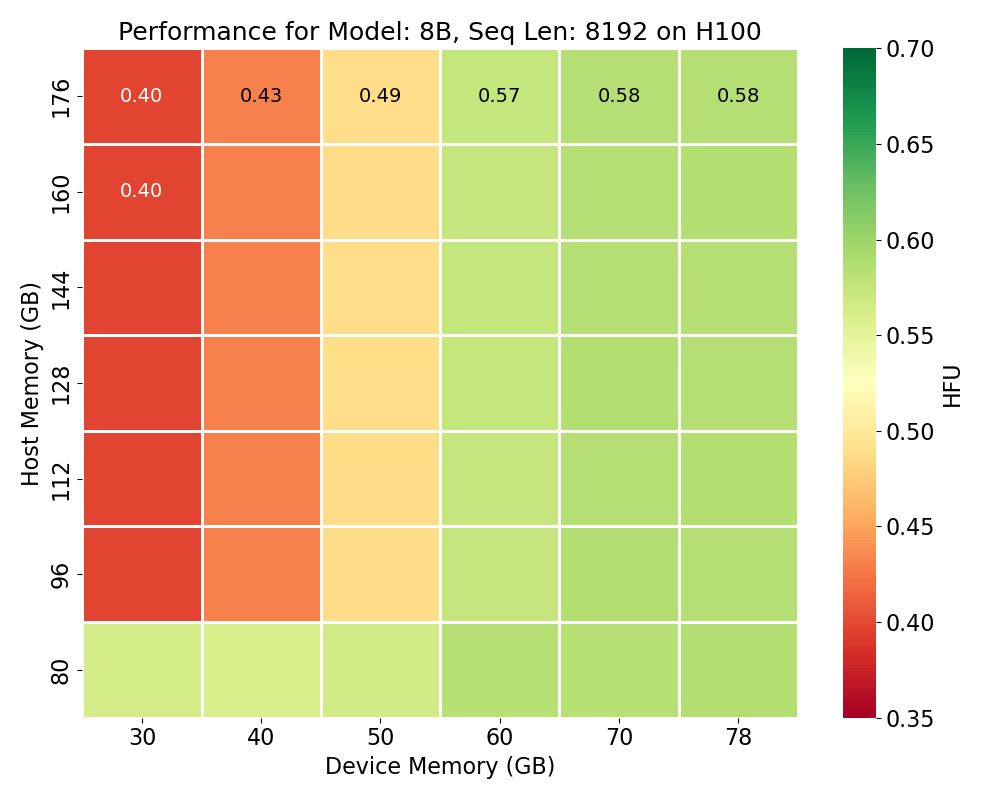 Performance for Model: 8B, Seq Len: 8192 on H100
176
0.40 0.43 0.49 0.57 0.58 0.58
160
0.40
144
128
112
96
80
Host Memory (GB)
30 40 50 60 70 78
Device Memory (GB)
0.70
0.65
0.60
0.55
0.50
0.45
0.40
0.35
HFU